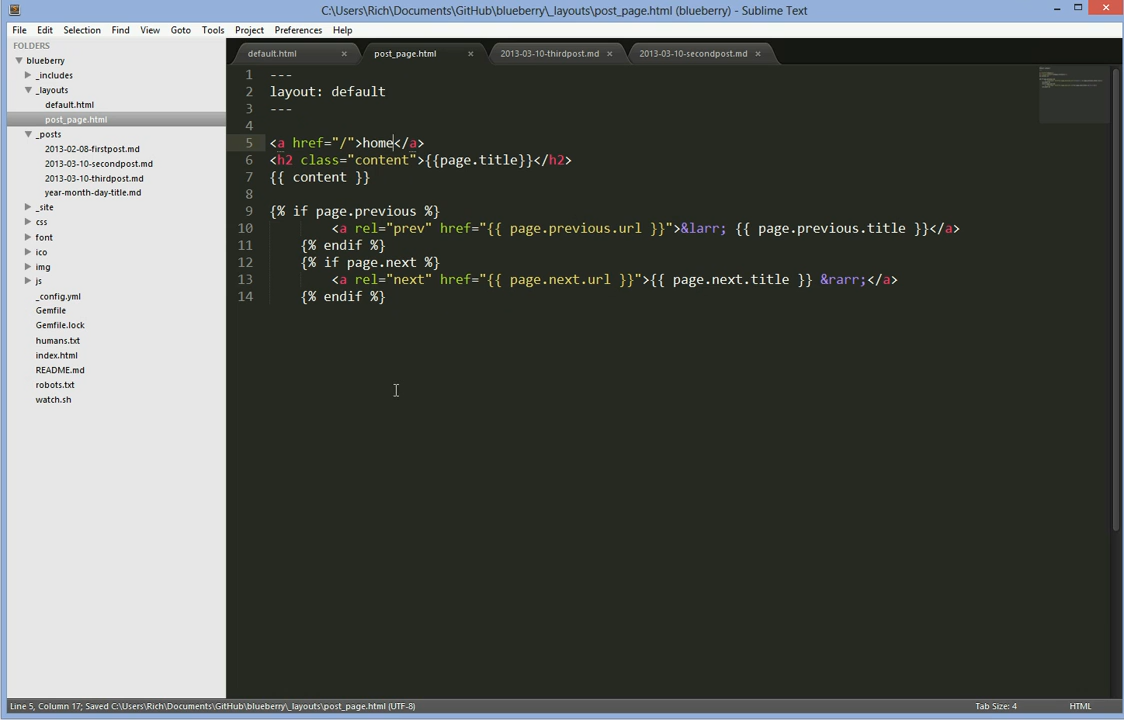 C:\Users\Rich\Documents\GitHub\blueberry\_layouts\post_page.html (blueberry) - Sublime Text
File Edit Selection Find View Goto Tools Project Preferences Help
FOLDERS
blueberry
_includes
_layouts
default.html
post_page.html
_posts
2013-02-08-firstpost.md
2013-03-10-secondpost.md
2013-03-10-thirdpost.md
year-month-day-title.md
_site
css
font
ico
img
js
_config.yml
Gemfile
Gemfile.lock
humans.txt
index.html
README.md
robots.txt
watch.sh
default.html × post_page.html × 2013-03-10-thirdpost.md × 2013-03-10-secondpost.md ×
1 ---
2 layout: default
3 ---
4
5 <a href="/">home</a>
6 <h2 class="content">{{page.title}}</h2>
7 {{ content }}
8
9 {% if page.previous %}
10         <a rel="prev" href="{{ page.previous.url }}">&larr; {{ page.previous.title }}</a>
11     {% endif %}
12     {% if page.next %}
13         <a rel="next" href="{{ page.next.url }}">{{ page.next.title }} &rarr;</a>
14     {% endif %}
Line 5, Column 17; Saved C:\Users\Rich\Documents\GitHub\blueberry\_layouts\post_page.html (UTF-8) Tab Size: 4 HTML